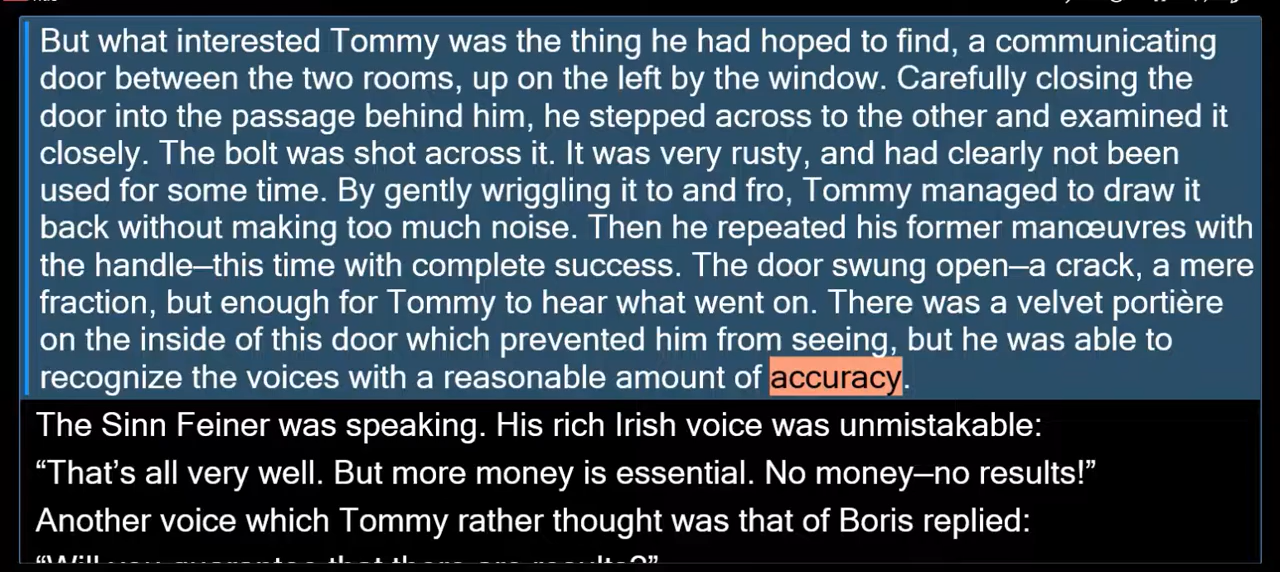 But what interested Tommy was the thing he had hoped to find, a communicating
door between the two rooms, up on the left by the window. Carefully closing the
door into the passage behind him, he stepped across to the other and examined it
closely. The bolt was shot across it. It was very rusty, and had clearly not been
used for some time. By gently wriggling it to and fro, Tommy managed to draw it
back without making too much noise. Then he repeated his former manœuvres with
the handle—this time with complete success. The door swung open—a crack, a mere
fraction, but enough for Tommy to hear what went on. There was a velvet portière
on the inside of this door which prevented him from seeing, but he was able to
recognize the voices with a reasonable amount of accuracy.
The Sinn Feiner was speaking. His rich Irish voice was unmistakable:
“That’s all very well. But more money is essential. No money—no results!”
Another voice which Tommy rather thought was that of Boris replied:
“Will you guarantee that there are results?”